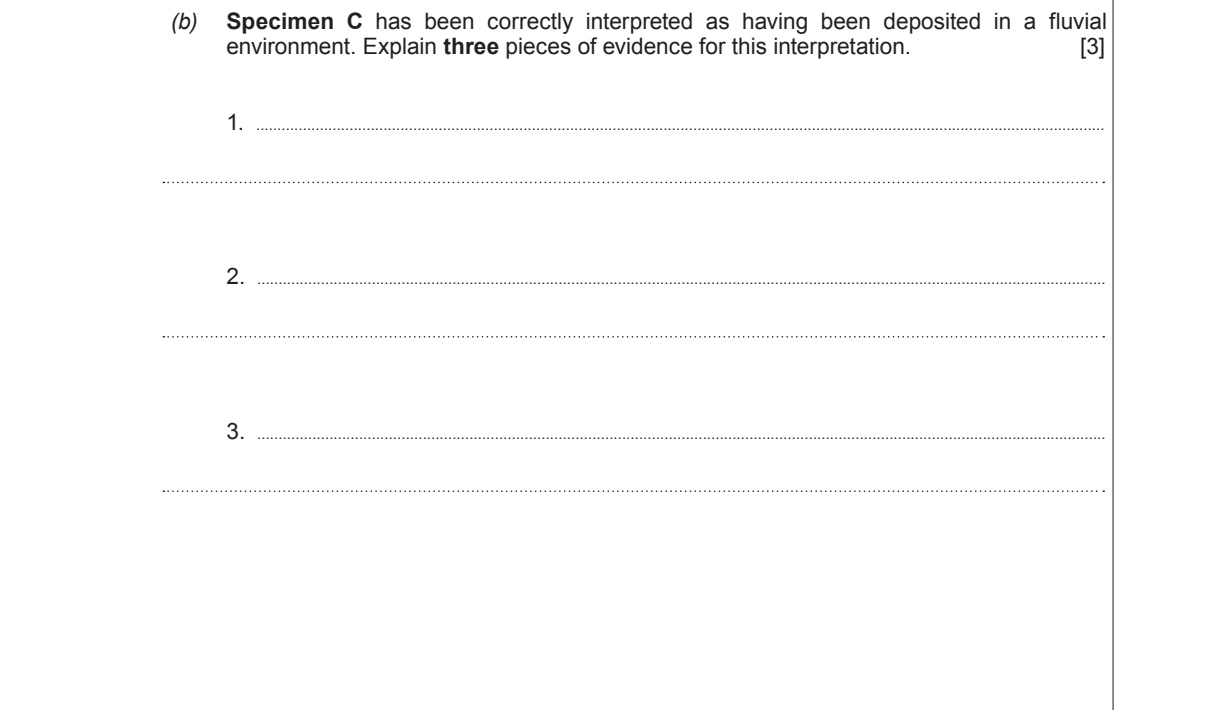 (b) Specimen C has been correctly interpreted as having been deposited in a fluvial
environment. Explain three pieces of evidence for this interpretation. [3]
1.
2.
3.